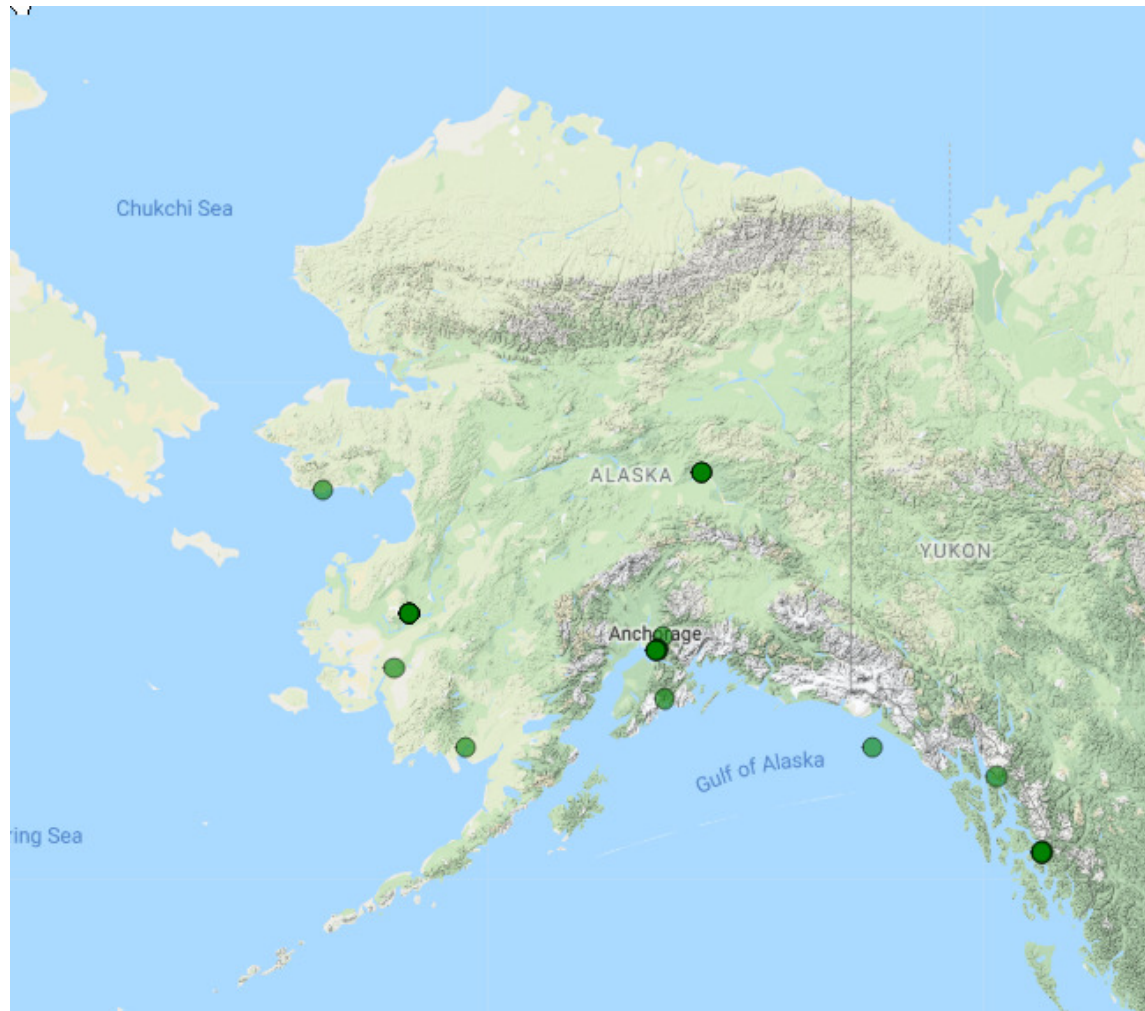 Chukchi Sea
ALASKA
YUKON
Anchorage
Gulf of Alaska
ring Sea